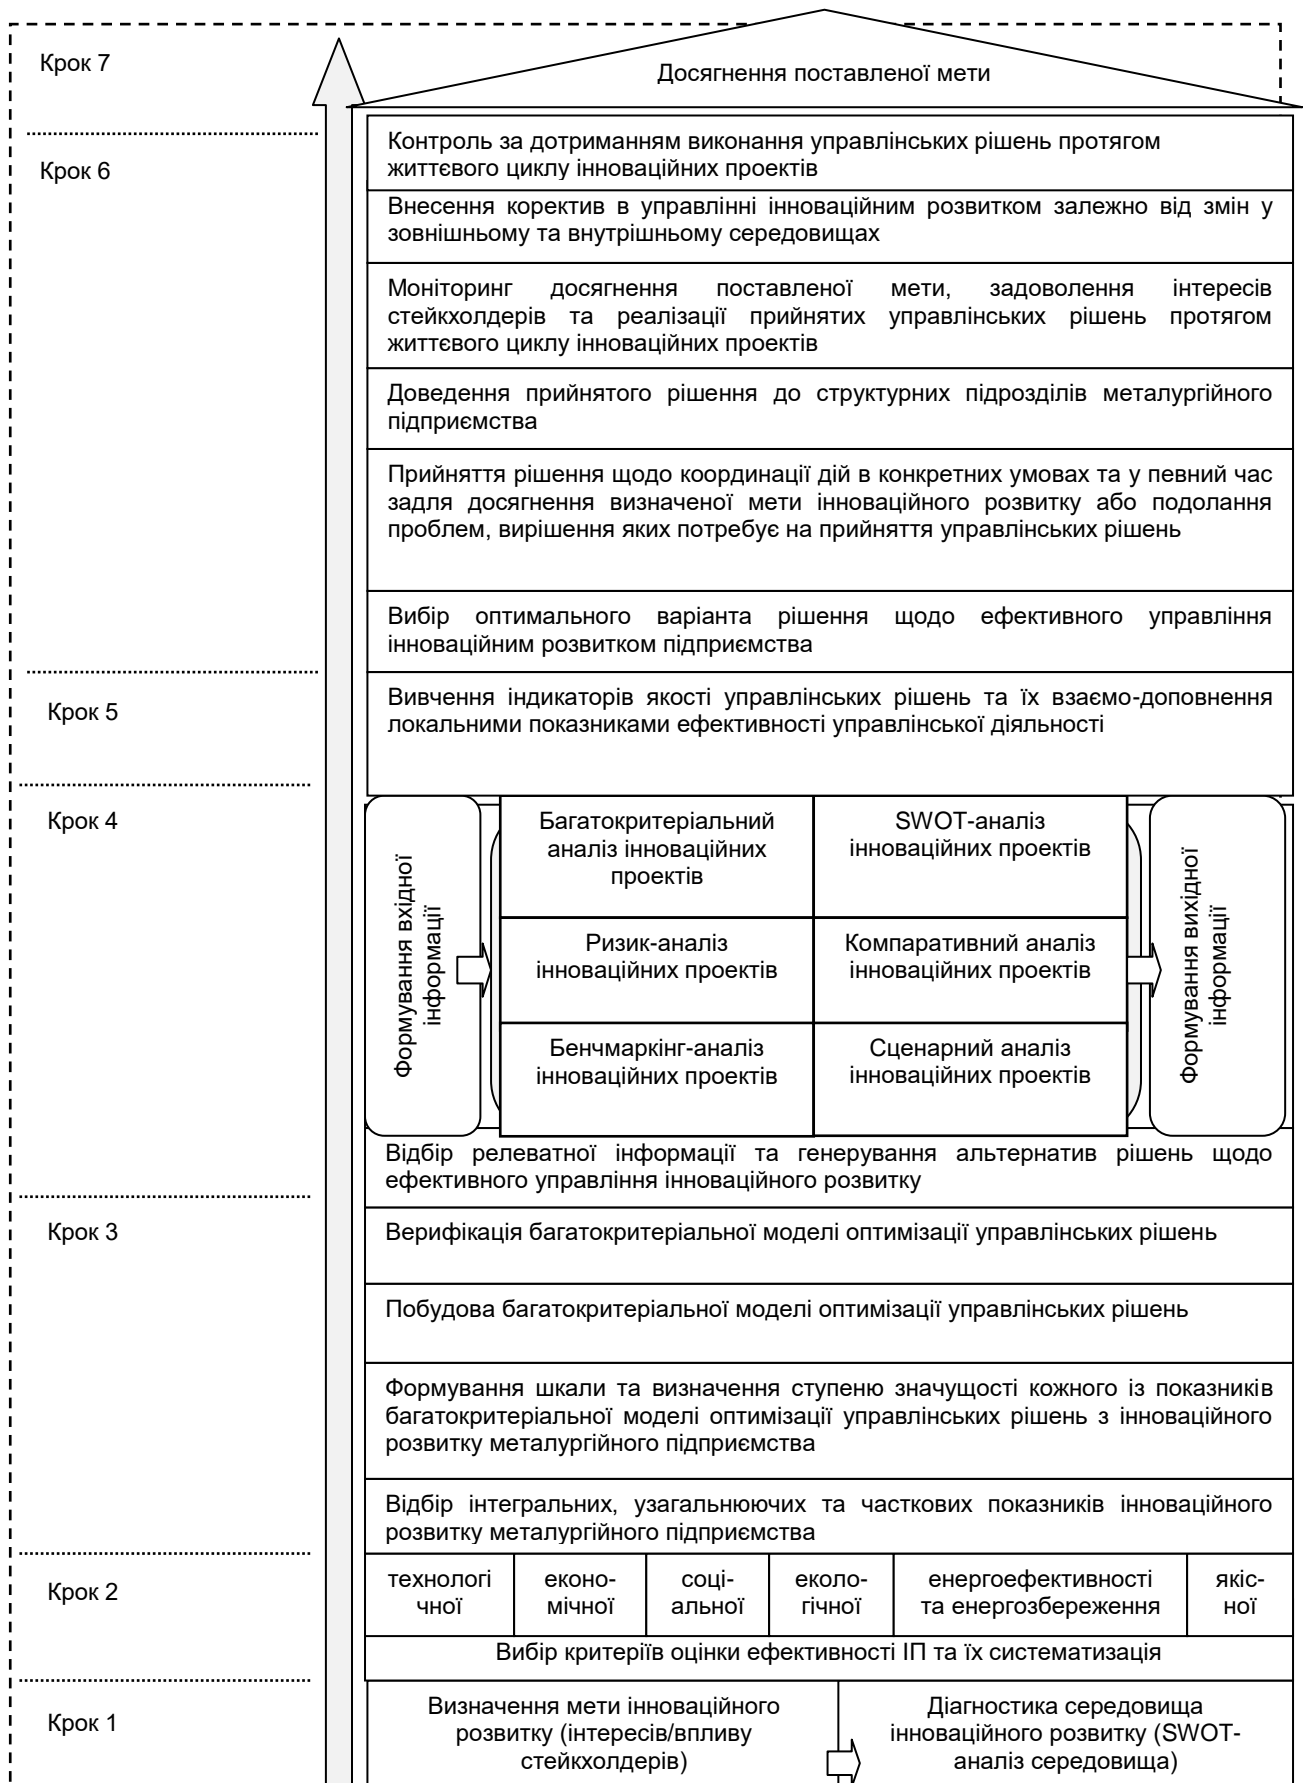 Крок 7
Досягнення поставленої мети
Крок 6
Контроль за дотриманням виконання управлінських рішень протягом
життєвого циклу інноваційних проектів
Внесення коректив в управлінні інноваційним розвитком залежно від змін у
зовнішньому та внутрішньому середовищах
Моніторинг досягнення поставленої мети, задоволення інтересів
стейкхолдерів та реалізації прийнятих управлінських рішень протягом
життєвого циклу інноваційних проектів
Доведення прийнятого рішення до структурних підрозділів металургійного
підприємства
Прийняття рішення щодо координації дій в конкретних умовах та у певний час
задля досягнення визначеної мети інноваційного розвитку або подолання
проблем, вирішення яких потребує на прийняття управлінських рішень
Вибір оптимального варіанта рішення щодо ефективного управління
інноваційним розвитком підприємства
Крок 5
Вивчення індикаторів якості управлінських рішень та їх взаємо-доповнення
локальними показниками ефективності управлінської діяльності
Крок 4
Формування вхідної
інформації
Багатокритеріальний
аналіз інноваційних
проектів
SWOT-аналіз
інноваційних проектів
Ризик-аналіз
інноваційних проектів
Компаративний аналіз
інноваційних проектів
Бенчмаркінг-аналіз
інноваційних проектів
Сценарний аналіз
інноваційних проектів
Формування вихідної
інформації
Відбір релеватної інформації та генерування альтернатив рішень щодо
ефективного управління інноваційного розвитку
Крок 3
Верифікація багатокритеріальної моделі оптимізації управлінських рішень
Побудова багатокритеріальної моделі оптимізації управлінських рішень
Формування шкали та визначення ступеню значущості кожного із показників
багатокритеріальної моделі оптимізації управлінських рішень з інноваційного
розвитку металургійного підприємства
Відбір інтегральних, узагальнюючих та часткових показників інноваційного
розвитку металургійного підприємства
Крок 2
технологі
чної
еконо-
мічної
соці-
альної
еколо-
гічної
енергоефективності
та енергозбереження
якіс-
ної
Вибір критеріїв оцінки ефективності ІП та їх систематизація
Крок 1
Визначення мети інноваційного
розвитку (інтересів/впливу
стейкхолдерів)
Діагностика середовища
інноваційного розвитку (SWOT-
аналіз середовища)